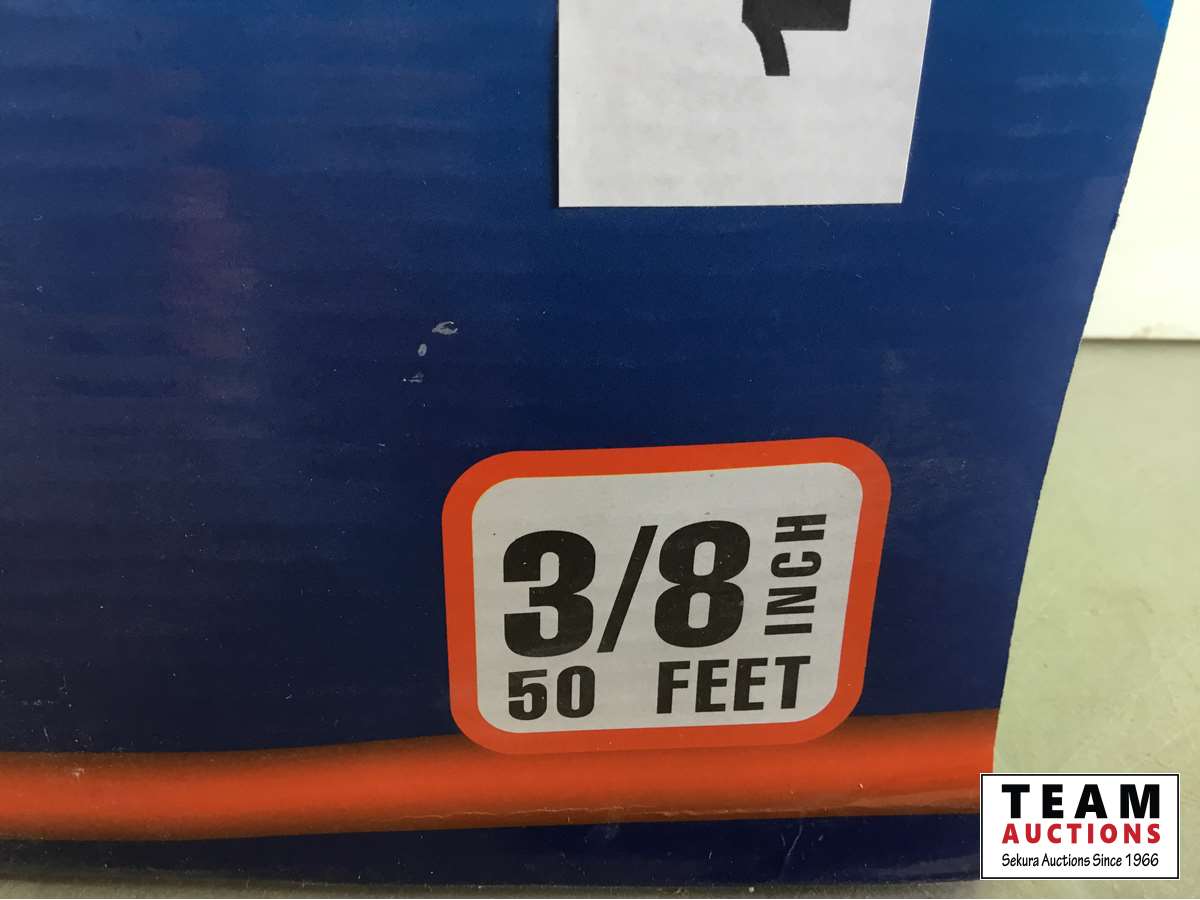 3/8 INCH
50 FEET
TEAM
AUCTIONS
Sekura Auctions Since 1966